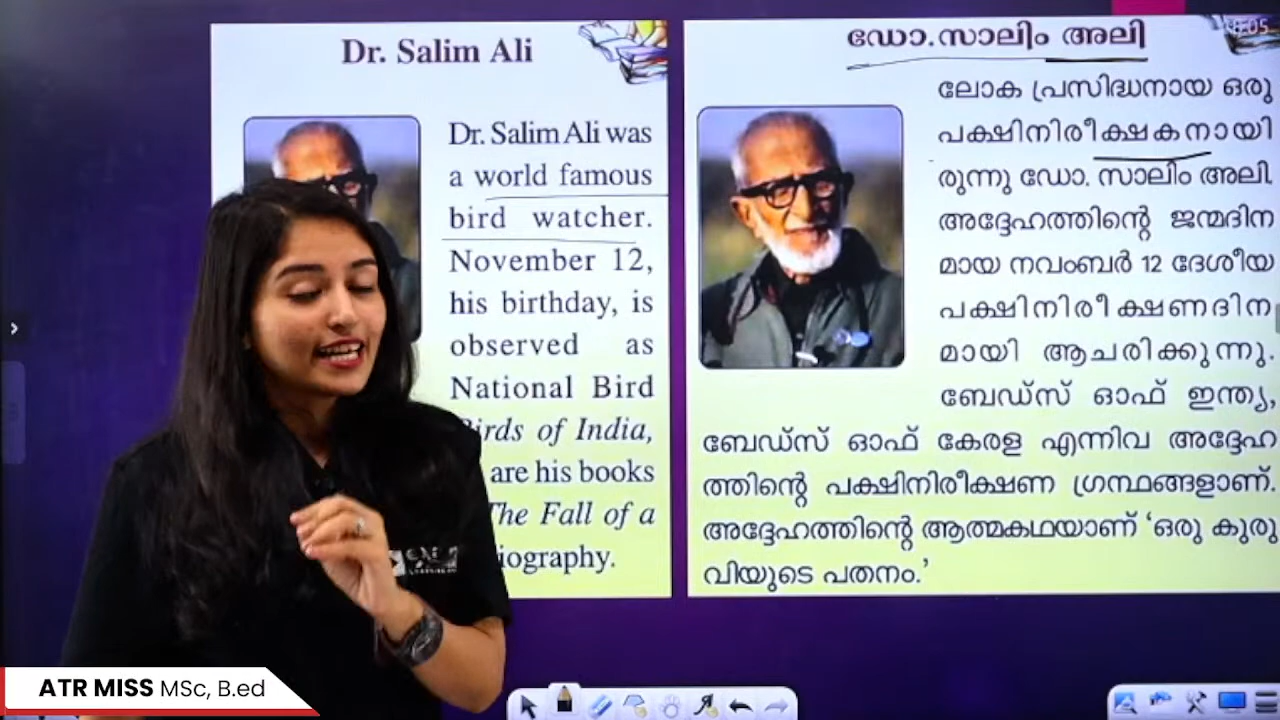 Dr. Salim Ali
Dr. Salim Ali was
a world famous
bird watcher.
November 12,
his birthday, is
observed as
National Bird
Birds of India,
are his books
The Fall of a
iography.
ഡോ.സാലിം അലി
ലോക പ്രസിദ്ധനായ ഒരു
പക്ഷിനിരീക്ഷകനായി
രുന്നു ഡോ. സാലിം അലി.
അദ്ദേഹത്തിന്റെ ജന്മദിന
മായ നവംബർ 12 ദേശീയ
പക്ഷിനിരീക്ഷണദിന
മായി ആചരിക്കുന്നു.
ബേഡ്സ് ഓഫ് ഇന്ത്യ,
ബേഡ്സ് ഓഫ് കേരള എന്നിവ അദ്ദേഹ
ത്തിന്റെ പക്ഷിനിരീക്ഷണ ഗ്രന്ഥങ്ങളാണ്.
അദ്ദേഹത്തിന്റെ ആത്മകഥയാണ് ‘ഒരു കുരു
വിയുടെ പതനം.’
ATR MISS MSc, B.ed